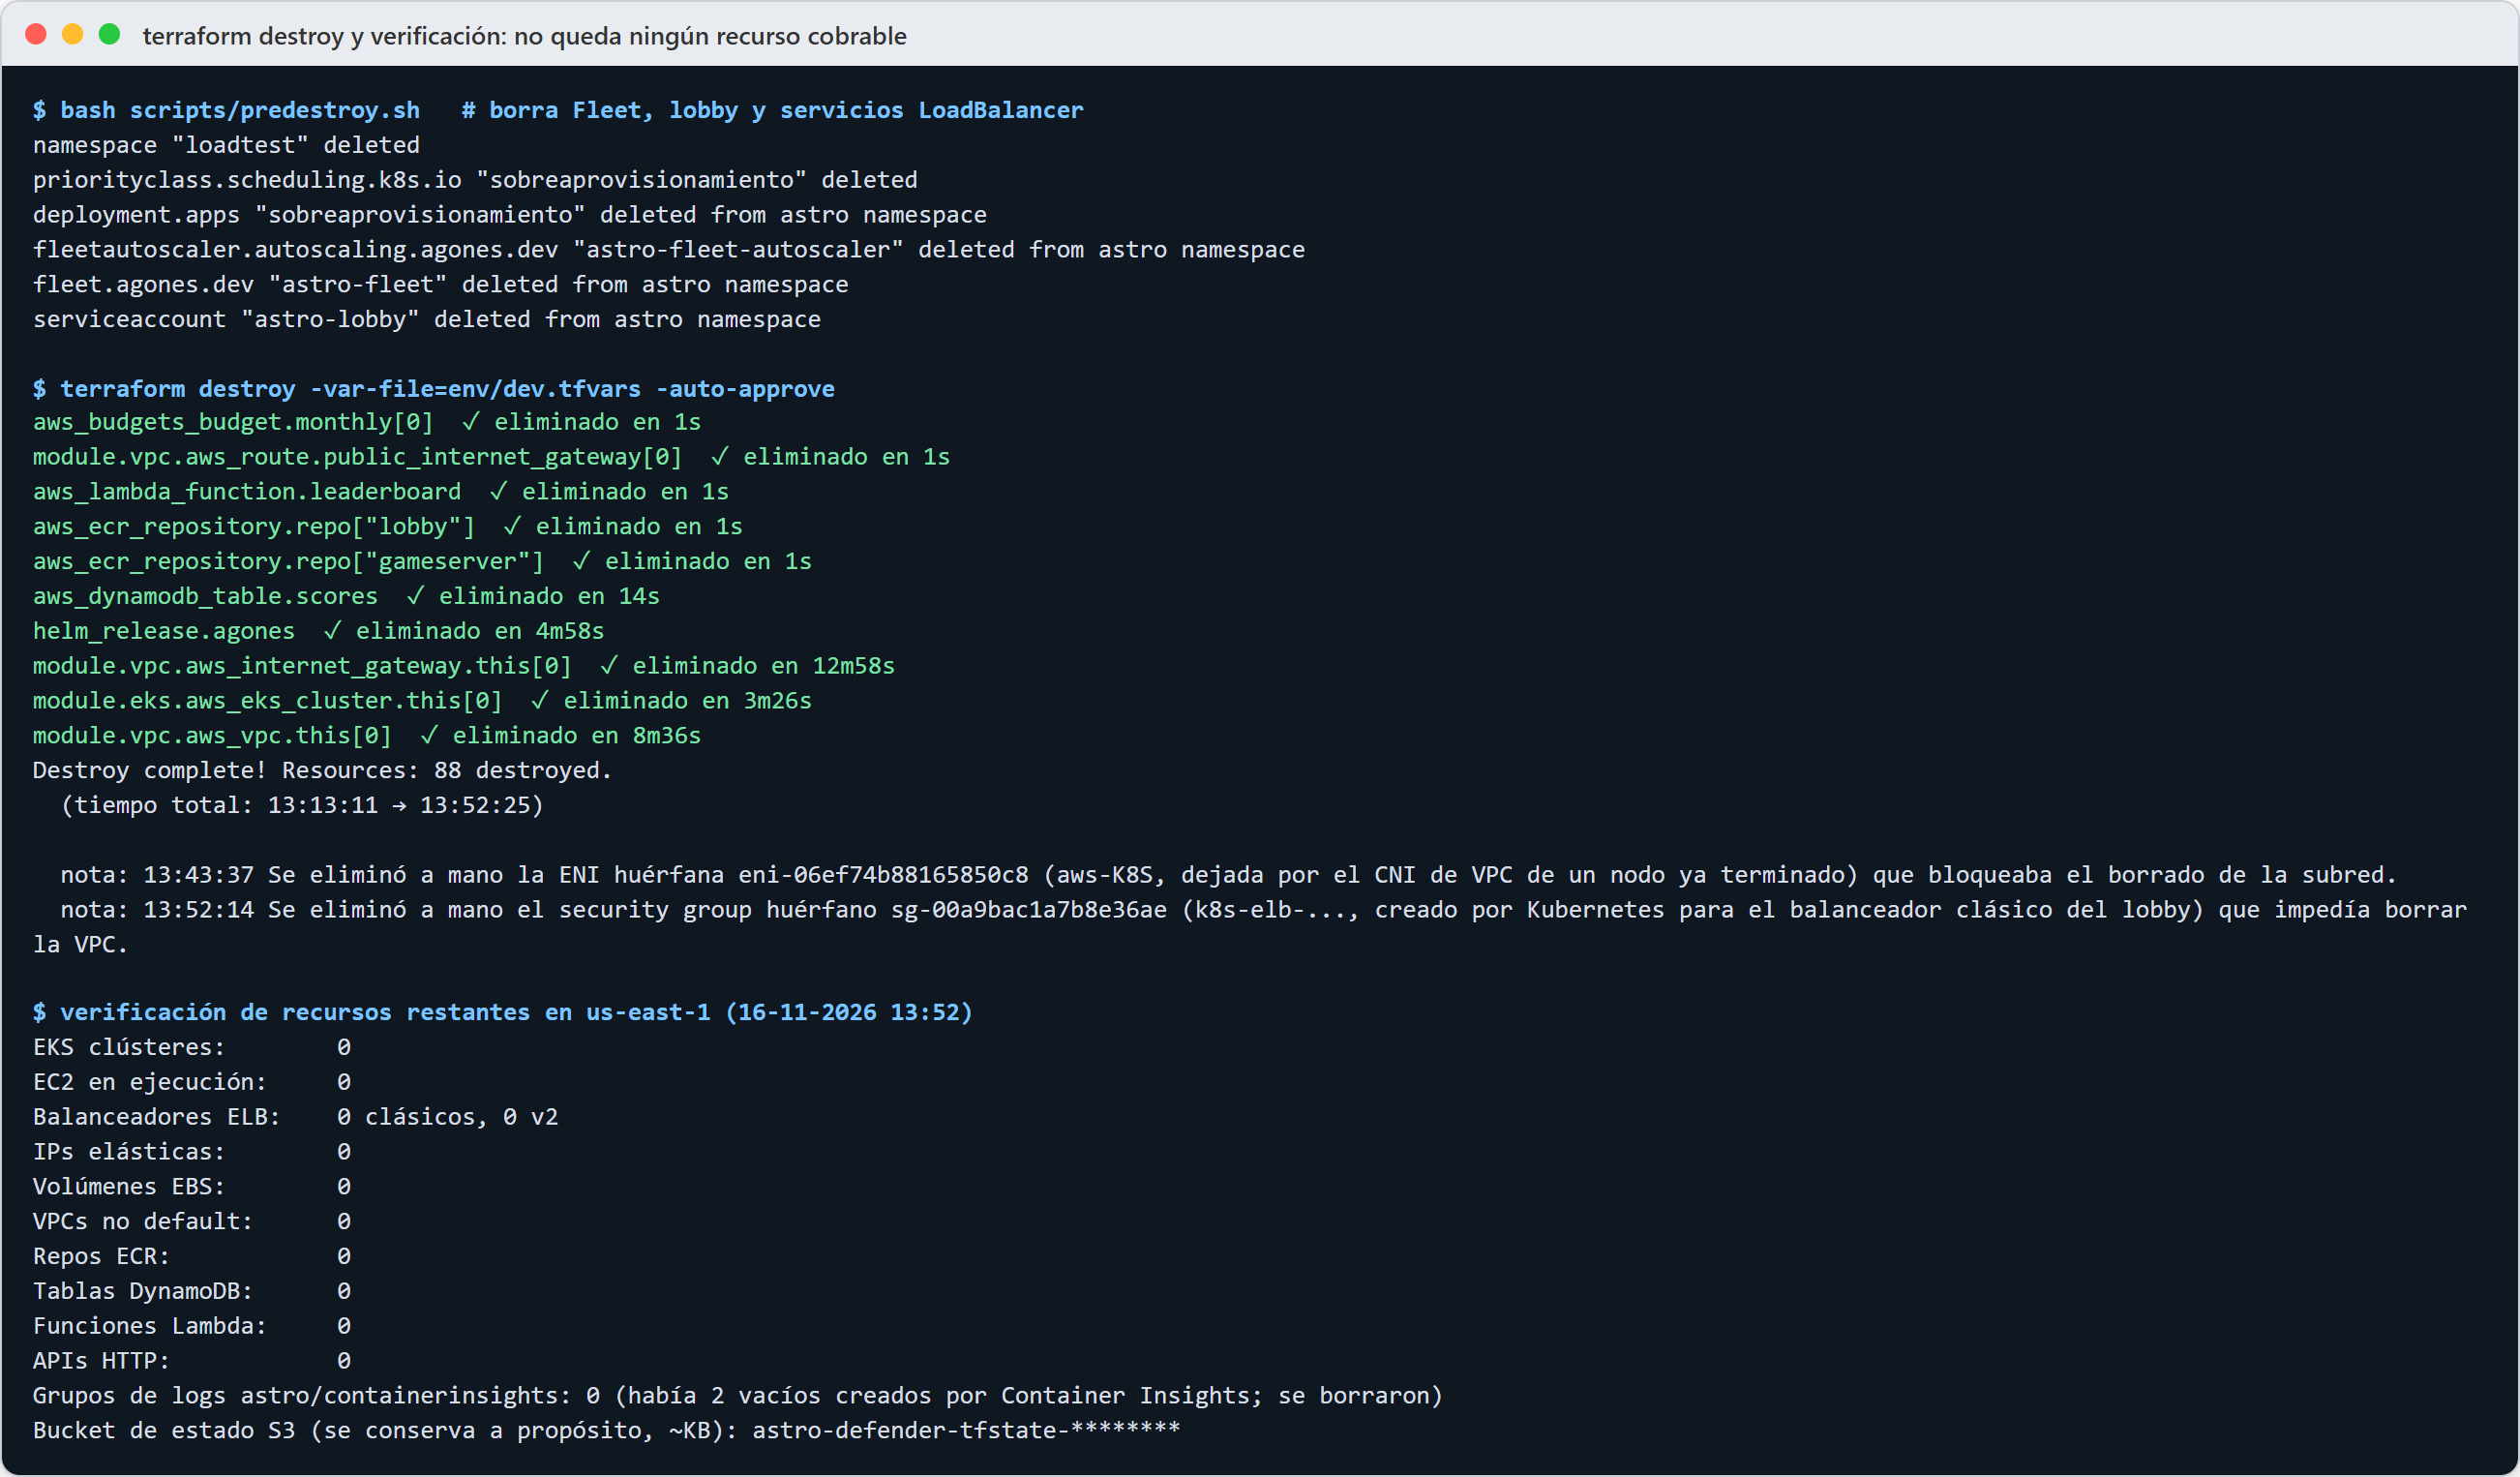 terraform destroy y verificación: no queda ningún recurso cobrable
$ bash scripts/predestroy.sh   # borra Fleet, lobby y servicios LoadBalancer
namespace "loadtest" deleted
priorityclass.scheduling.k8s.io "sobreaprovisionamiento" deleted
deployment.apps "sobreaprovisionamiento" deleted from astro namespace
fleetautoscaler.autoscaling.agones.dev "astro-fleet-autoscaler" deleted from astro namespace
fleet.agones.dev "astro-fleet" deleted from astro namespace
serviceaccount "astro-lobby" deleted from astro namespace
$ terraform destroy -var-file=env/dev.tfvars -auto-approve
aws_budgets_budget.monthly[0]  ✓ eliminado en 1s
module.vpc.aws_route.public_internet_gateway[0]  ✓ eliminado en 1s
aws_lambda_function.leaderboard  ✓ eliminado en 1s
aws_ecr_repository.repo["lobby"]  ✓ eliminado en 1s
aws_ecr_repository.repo["gameserver"]  ✓ eliminado en 1s
aws_dynamodb_table.scores  ✓ eliminado en 14s
helm_release.agones  ✓ eliminado en 4m58s
module.vpc.aws_internet_gateway.this[0]  ✓ eliminado en 12m58s
module.eks.aws_eks_cluster.this[0]  ✓ eliminado en 3m26s
module.vpc.aws_vpc.this[0]  ✓ eliminado en 8m36s
Destroy complete! Resources: 88 destroyed.
  (tiempo total: 13:13:11 → 13:52:25)
  nota: 13:43:37 Se eliminó a mano la ENI huérfana eni-06ef74b88165850c8 (aws-K8S, dejada por el CNI de VPC de un nodo ya terminado) que bloqueaba el borrado de la subred.
  nota: 13:52:14 Se eliminó a mano el security group huérfano sg-00a9bac1a7b8e36ae (k8s-elb-..., creado por Kubernetes para el balanceador clásico del lobby) que impedía borrar
la VPC.
$ verificación de recursos restantes en us-east-1 (16-11-2026 13:52)
EKS clústeres:        0
EC2 en ejecución:     0
Balanceadores ELB:    0 clásicos, 0 v2
IPs elásticas:        0
Volúmenes EBS:        0
VPCs no default:      0
Repos ECR:            0
Tablas DynamoDB:      0
Funciones Lambda:     0
APIs HTTP:            0
Grupos de logs astro/containerinsights: 0 (había 2 vacíos creados por Container Insights; se borraron)
Bucket de estado S3 (se conserva a propósito, ~KB): astro-defender-tfstate-********